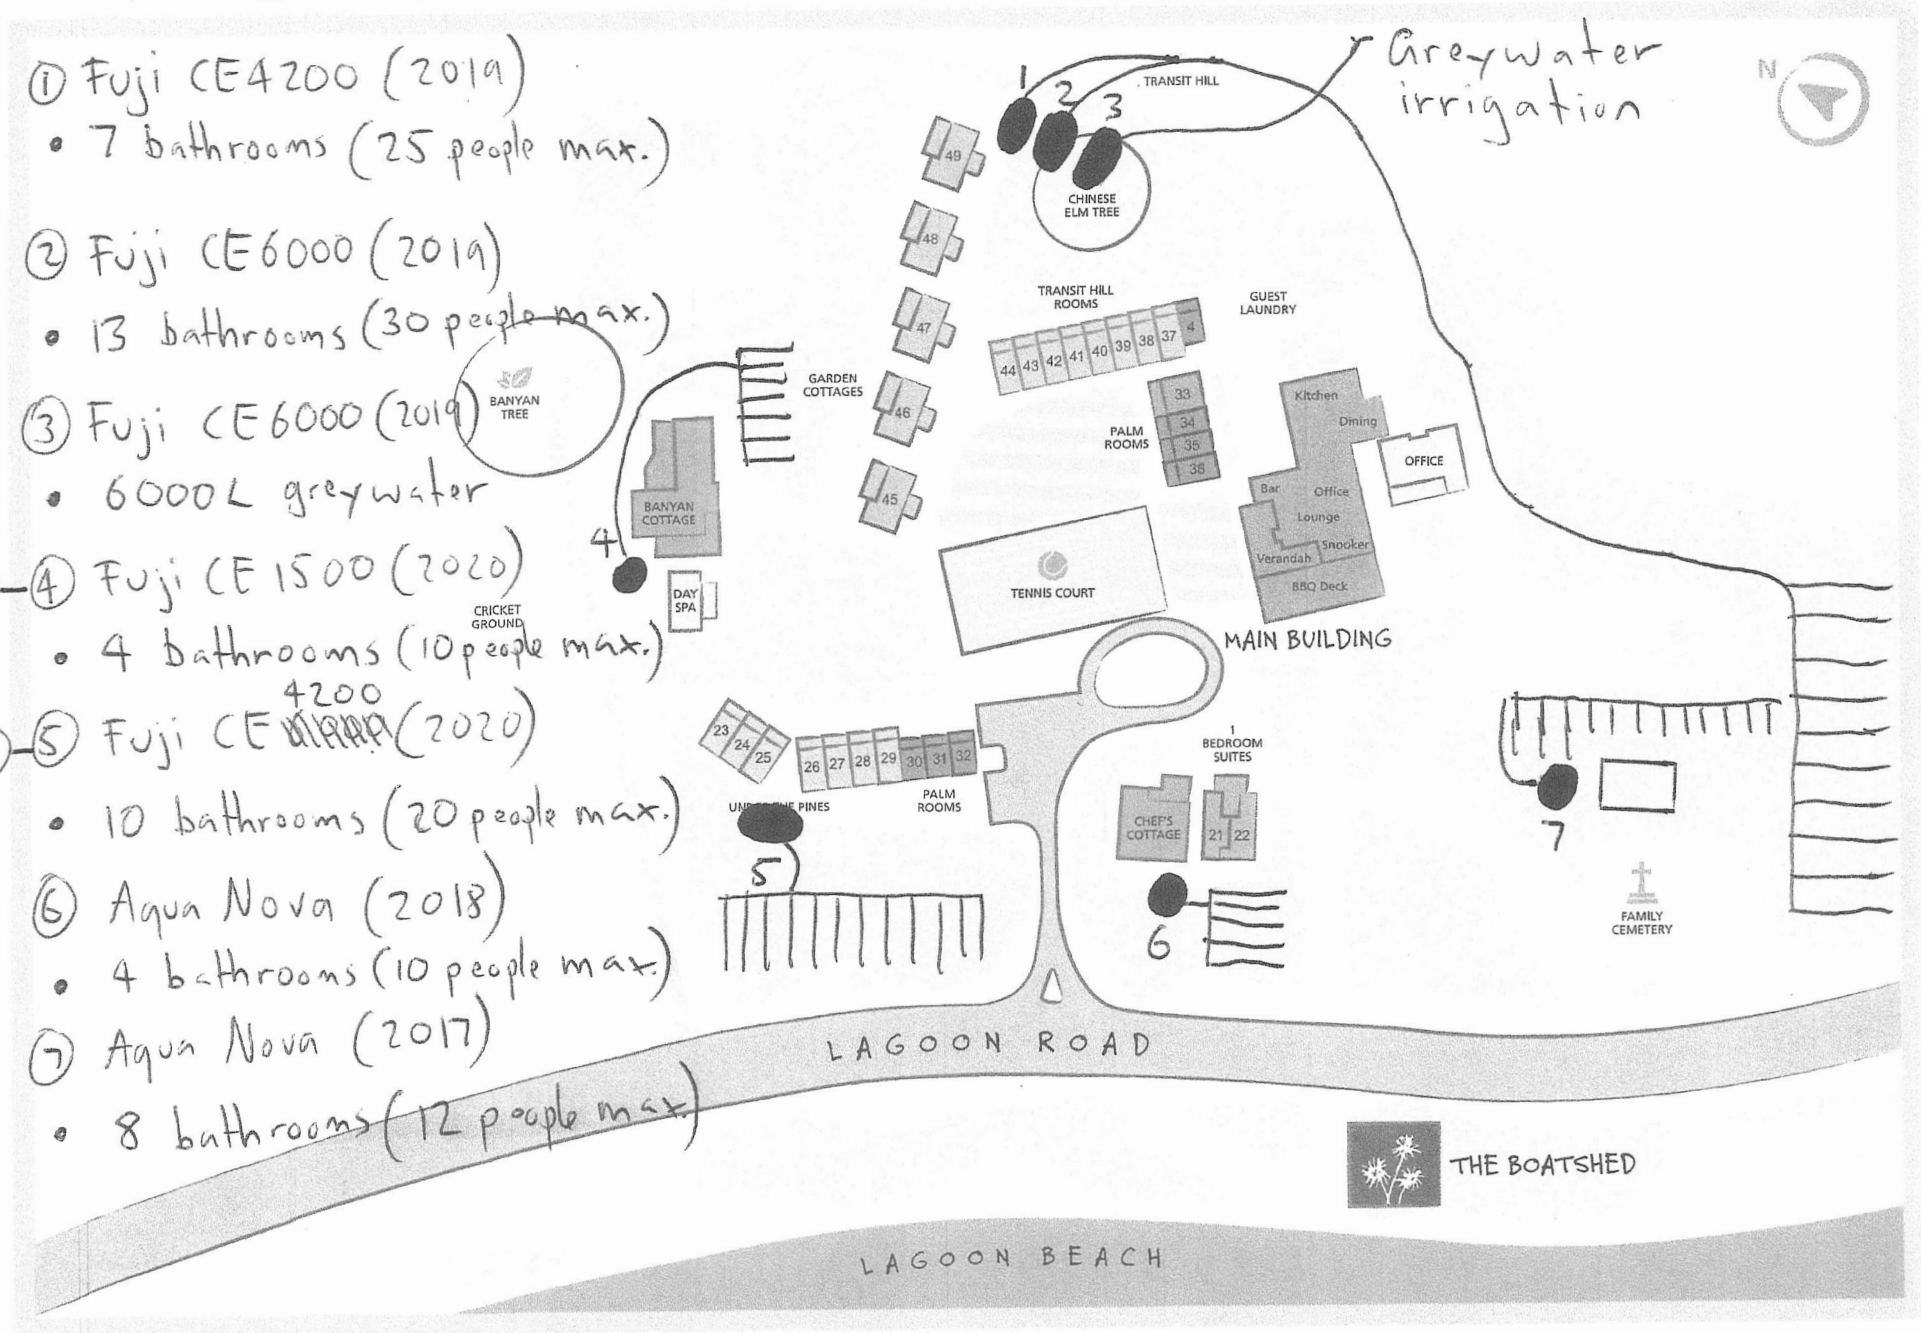 ① Fuji CE4200 (2019)
• 7 bathrooms (25 people max.)
② Fuji CE6000 (2019)
• 13 bathrooms (30 people max.)
③ Fuji CE6000 (2019)
• 6000L greywater
④ Fuji CE1500 (2020)
• 4 bathrooms (10 people max.)
4200
⑤ Fuji CE (2020)
• 10 bathrooms (20 people max.)
⑥ Aqua Nova (2018)
• 4 bathrooms (10 people max.)
⑦ Aqua Nova (2017)
• 8 bathrooms (12 people max)
Greywater
irrigation
N
1
2
3
TRANSIT HILL
CHINESE
ELM TREE
49
48
47
46
45
GARDEN
COTTAGES
TRANSIT HILL
ROOMS
44 43 42 41 40 39 38 37 4
GUEST
LAUNDRY
PALM
ROOMS
33
34
35
36
Kitchen
Dining
OFFICE
Bar
Office
Lounge
Snooker
Verandah
BBQ Deck
MAIN BUILDING
BANYAN
TREE
BANYAN
COTTAGE
4
DAY
SPA
CRICKET
GROUND
TENNIS COURT
23
24
25
26 27 28 29 30 31 32
UNDER THE PINES
PALM
ROOMS
5
1
BEDROOM
SUITES
CHEF'S
COTTAGE
21 22
6
7
FAMILY
CEMETERY
LAGOON ROAD
THE BOATSHED
LAGOON BEACH